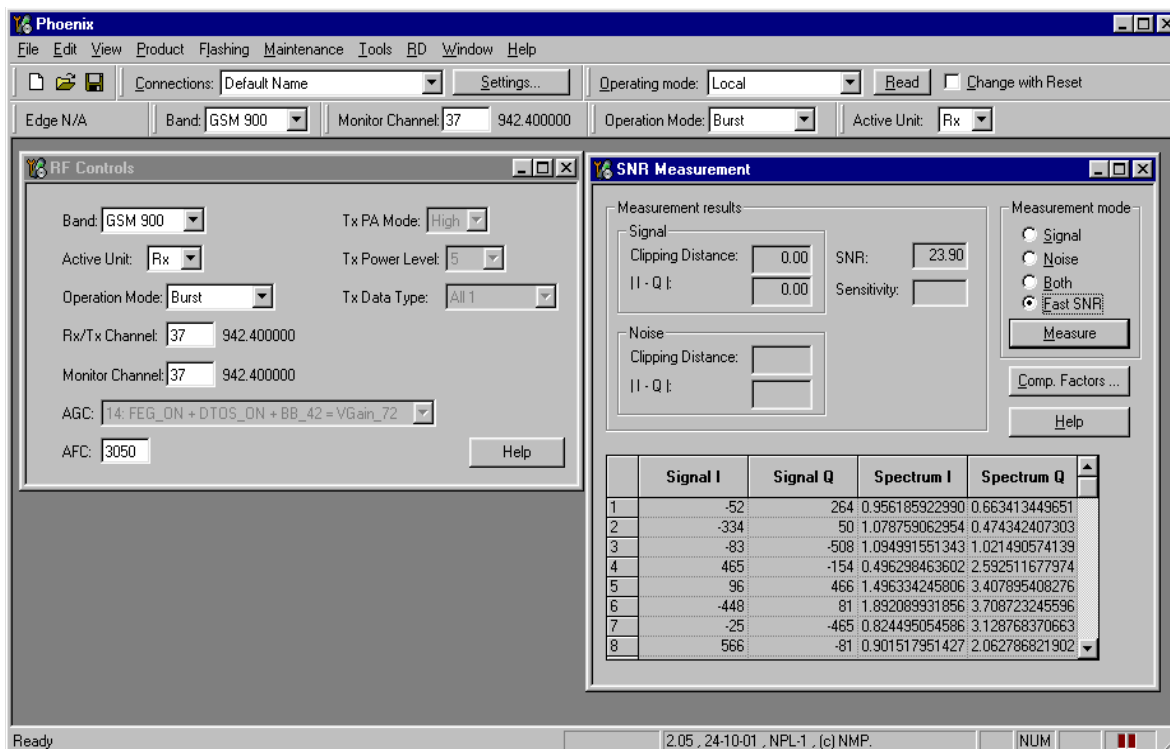 Phoenix
File Edit View Product Flashing Maintenance Tools RD Window Help
Connections: Default Name Settings... Operating mode: Local Read Change with Reset
Edge N/A Band: GSM 900 Monitor Channel: 37 942.400000 Operation Mode: Burst Active Unit: Rx
RF Controls
Band: GSM 900 Tx PA Mode: High
Active Unit: Rx Tx Power Level: 5
Operation Mode: Burst Tx Data Type: All 1
Rx/Tx Channel: 37 942.400000
Monitor Channel: 37 942.400000
AGC: 14: FEG_ON + DTOS_ON + BB_42 = VGain_72
AFC: 3050 Help
SNR Measurement
Measurement results
Signal
Clipping Distance: 0.00 SNR: 23.90
| I - Q |: 0.00 Sensitivity:
Noise
Clipping Distance:
| I - Q |:
Measurement mode
Signal
Noise
Both
Fast SNR
Measure
Comp. Factors ...
Help
Signal I Signal Q Spectrum I Spectrum Q
1 -52 264 0.956185922990 0.663413449651
2 -334 50 1.078759062954 0.474342407303
3 -83 -508 1.094991551343 1.021490574139
4 465 -154 0.496298463602 2.592511677974
5 96 466 1.496334245806 3.407895408276
6 -448 81 1.892089931856 3.708723245596
7 -25 -465 0.824495054586 3.128768370663
8 566 -81 0.901517951427 2.062786821902
Ready 2.05 , 24-10-01 , NPL-1 , (c) NMP. NUM